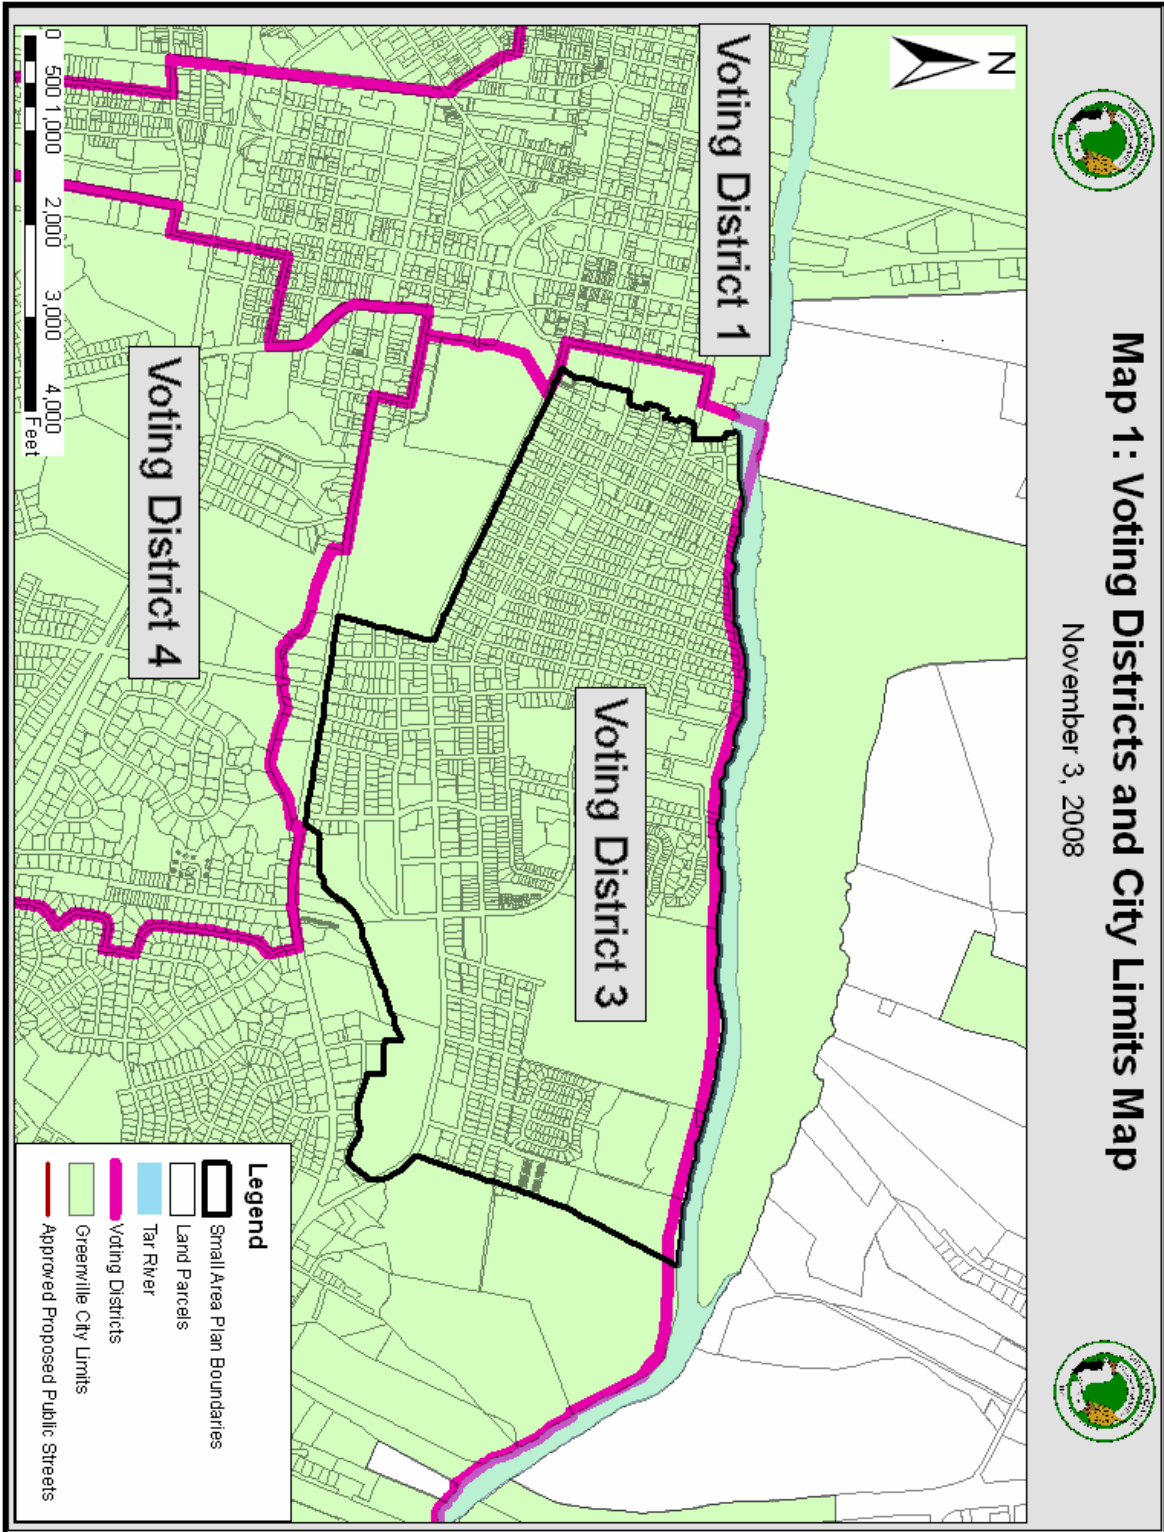 Map 1: Voting Districts and City Limits Map
November 3, 2008
N
Voting District 1
Voting District 3
Voting District 4
Legend
Small Area Plan Boundaries
Land Parcels
Tar River
Voting Districts
Greenville City Limits
Approved Proposed Public Streets
0 500 1,000 2,000 3,000 4,000
Feet